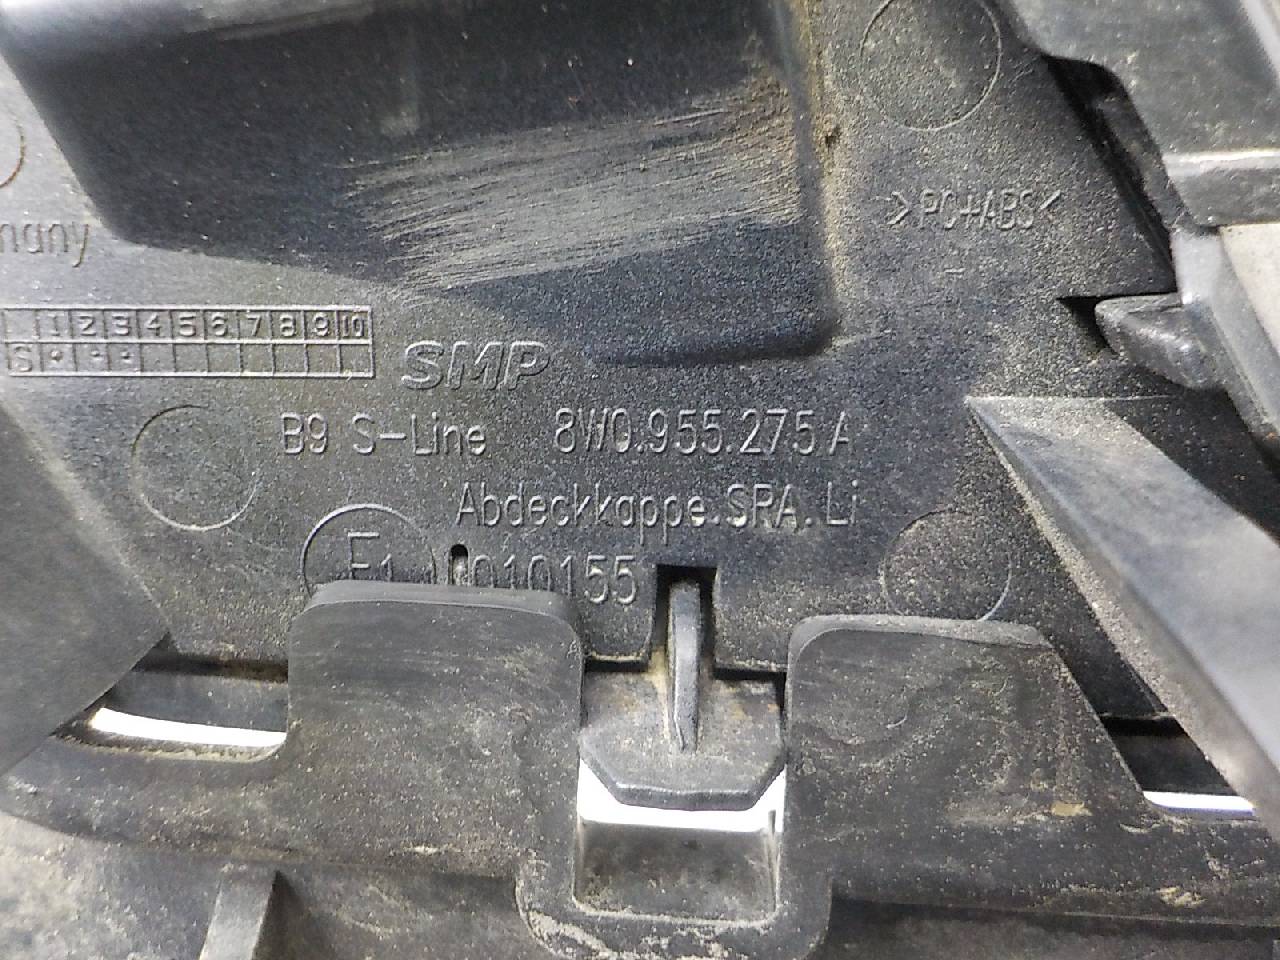 >PC+ABS<
many
1 2 3 4 5 6 7 8 9 10
S
SMP
B9 S-Line 8W0.955.275 A
Abdeckkappe.SRA.Li
E1 0010155